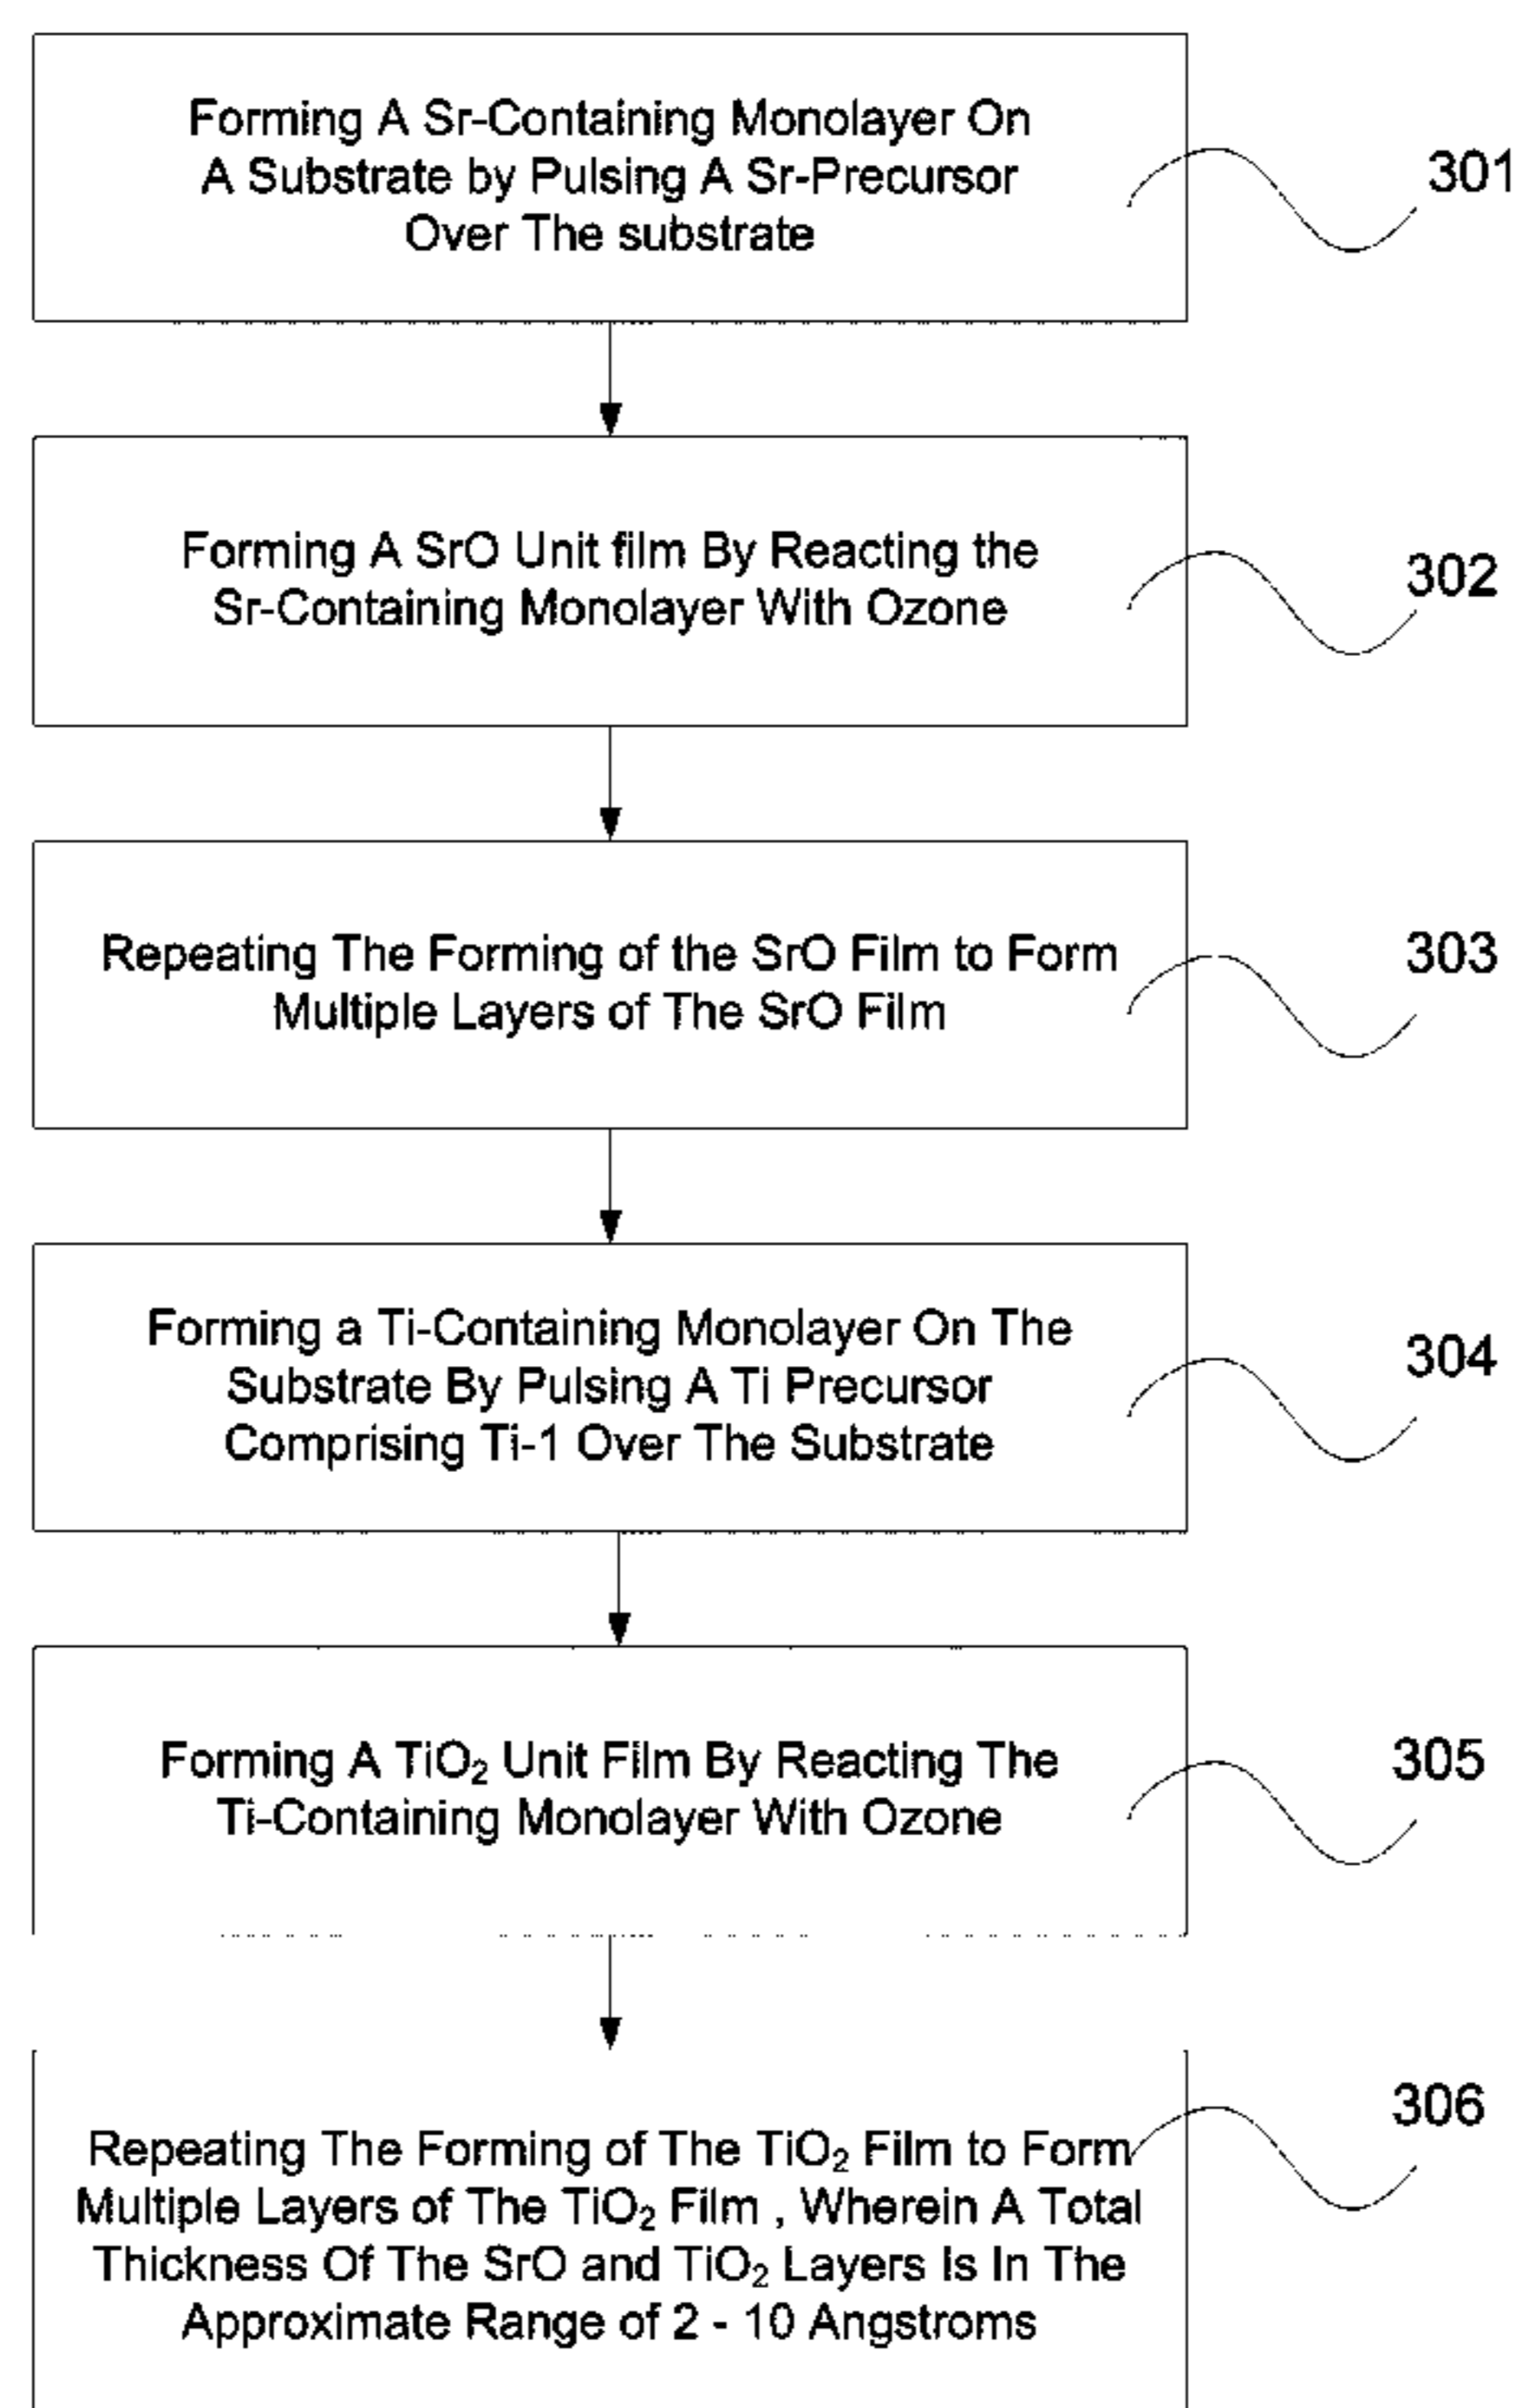 Forming A Sr-Containing Monolayer On
A Substrate by Pulsing A Sr-Precursor
Over The substrate
301
Forming A SrO Unit film By Reacting the
Sr-Containing Monolayer With Ozone
302
Repeating The Forming of the SrO Film to Form
Multiple Layers of The SrO Film
303
Forming a Ti-Containing Monolayer On The
Substrate By Pulsing A Ti Precursor
Comprising Ti-1 Over The Substrate
304
Forming A TiO₂ Unit Film By Reacting The
Ti-Containing Monolayer With Ozone
305
Repeating The Forming of The TiO₂ Film to Form
Multiple Layers of The TiO₂ Film , Wherein A Total
Thickness Of The SrO and TiO₂ Layers Is In The
Approximate Range of 2 - 10 Angstroms
306